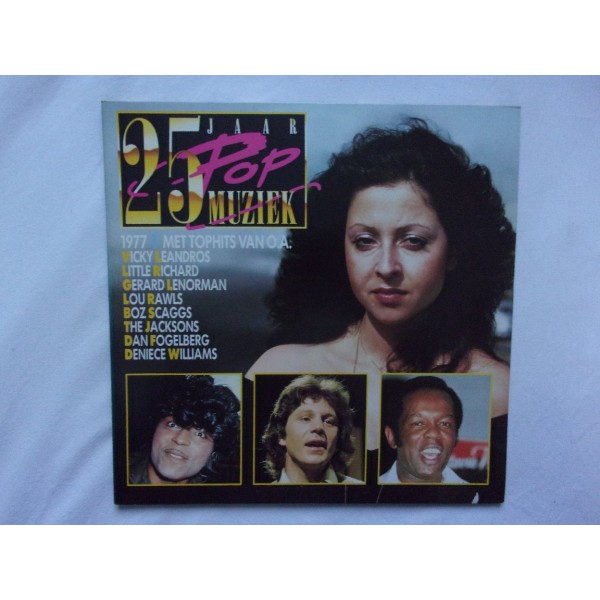 25 JAAR
Pop
MUZIEK
1977 MET TOPHITS VAN O.A.:
VICKY LEANDROS
LITTLE RICHARD
GERARD LENORMAN
LOU RAWLS
BOZ SCAGGS
THE JACKSONS
DAN FOGELBERG
DENIECE WILLIAMS